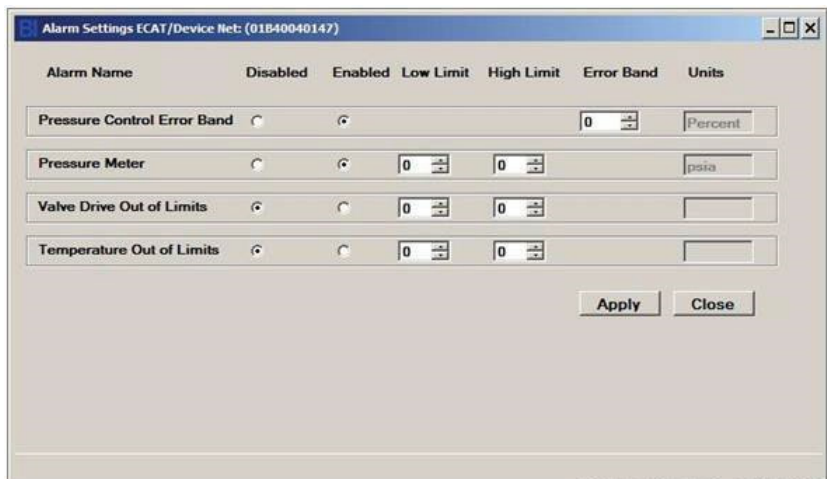 BI Alarm Settings ECAT/Device Net: (01B40040147)
Alarm Name Disabled Enabled Low Limit High Limit Error Band Units
Pressure Control Error Band 0 Percent
Pressure Meter 0 0 psia
Valve Drive Out of Limits 0 0
Temperature Out of Limits 0 0
Apply Close